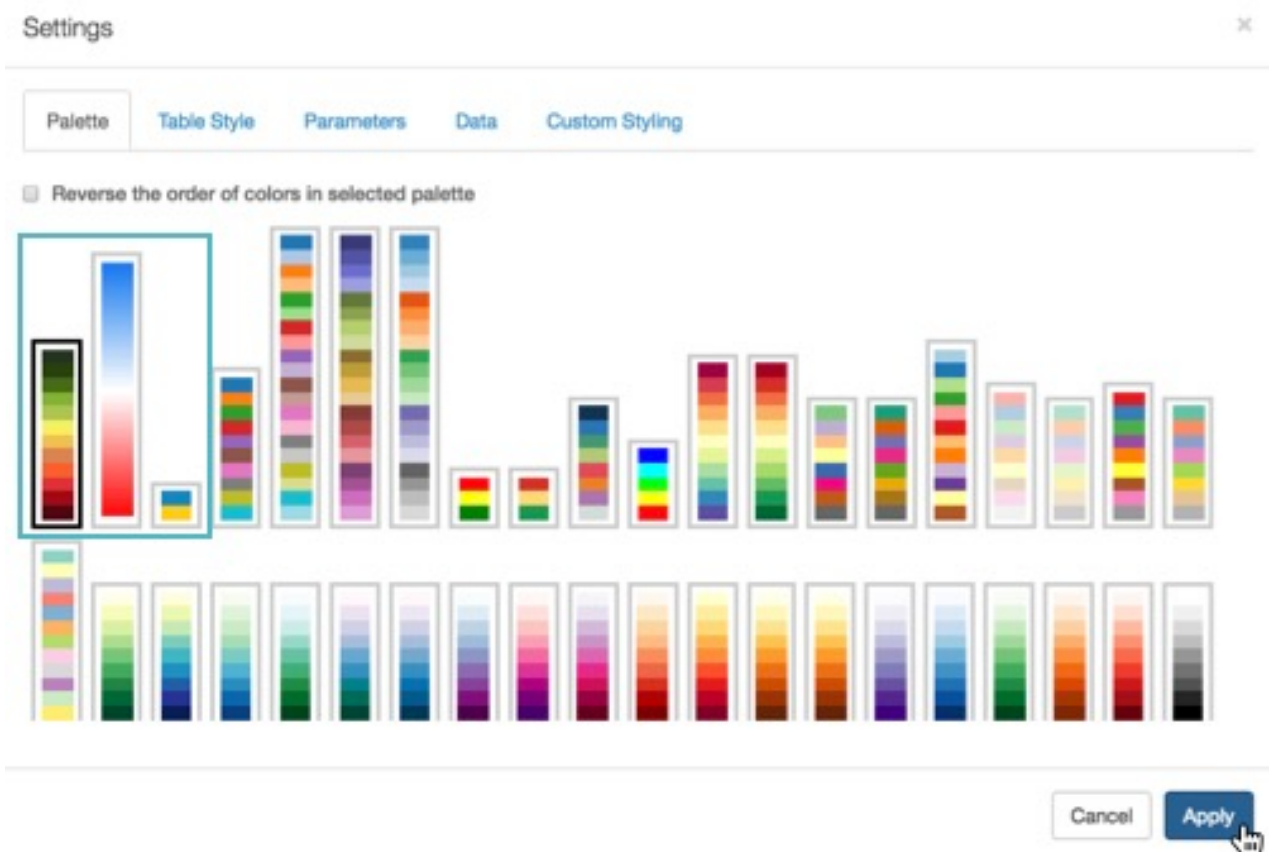 Settings
×
Palette Table Style Parameters Data Custom Styling
Reverse the order of colors in selected palette
Cancel Apply